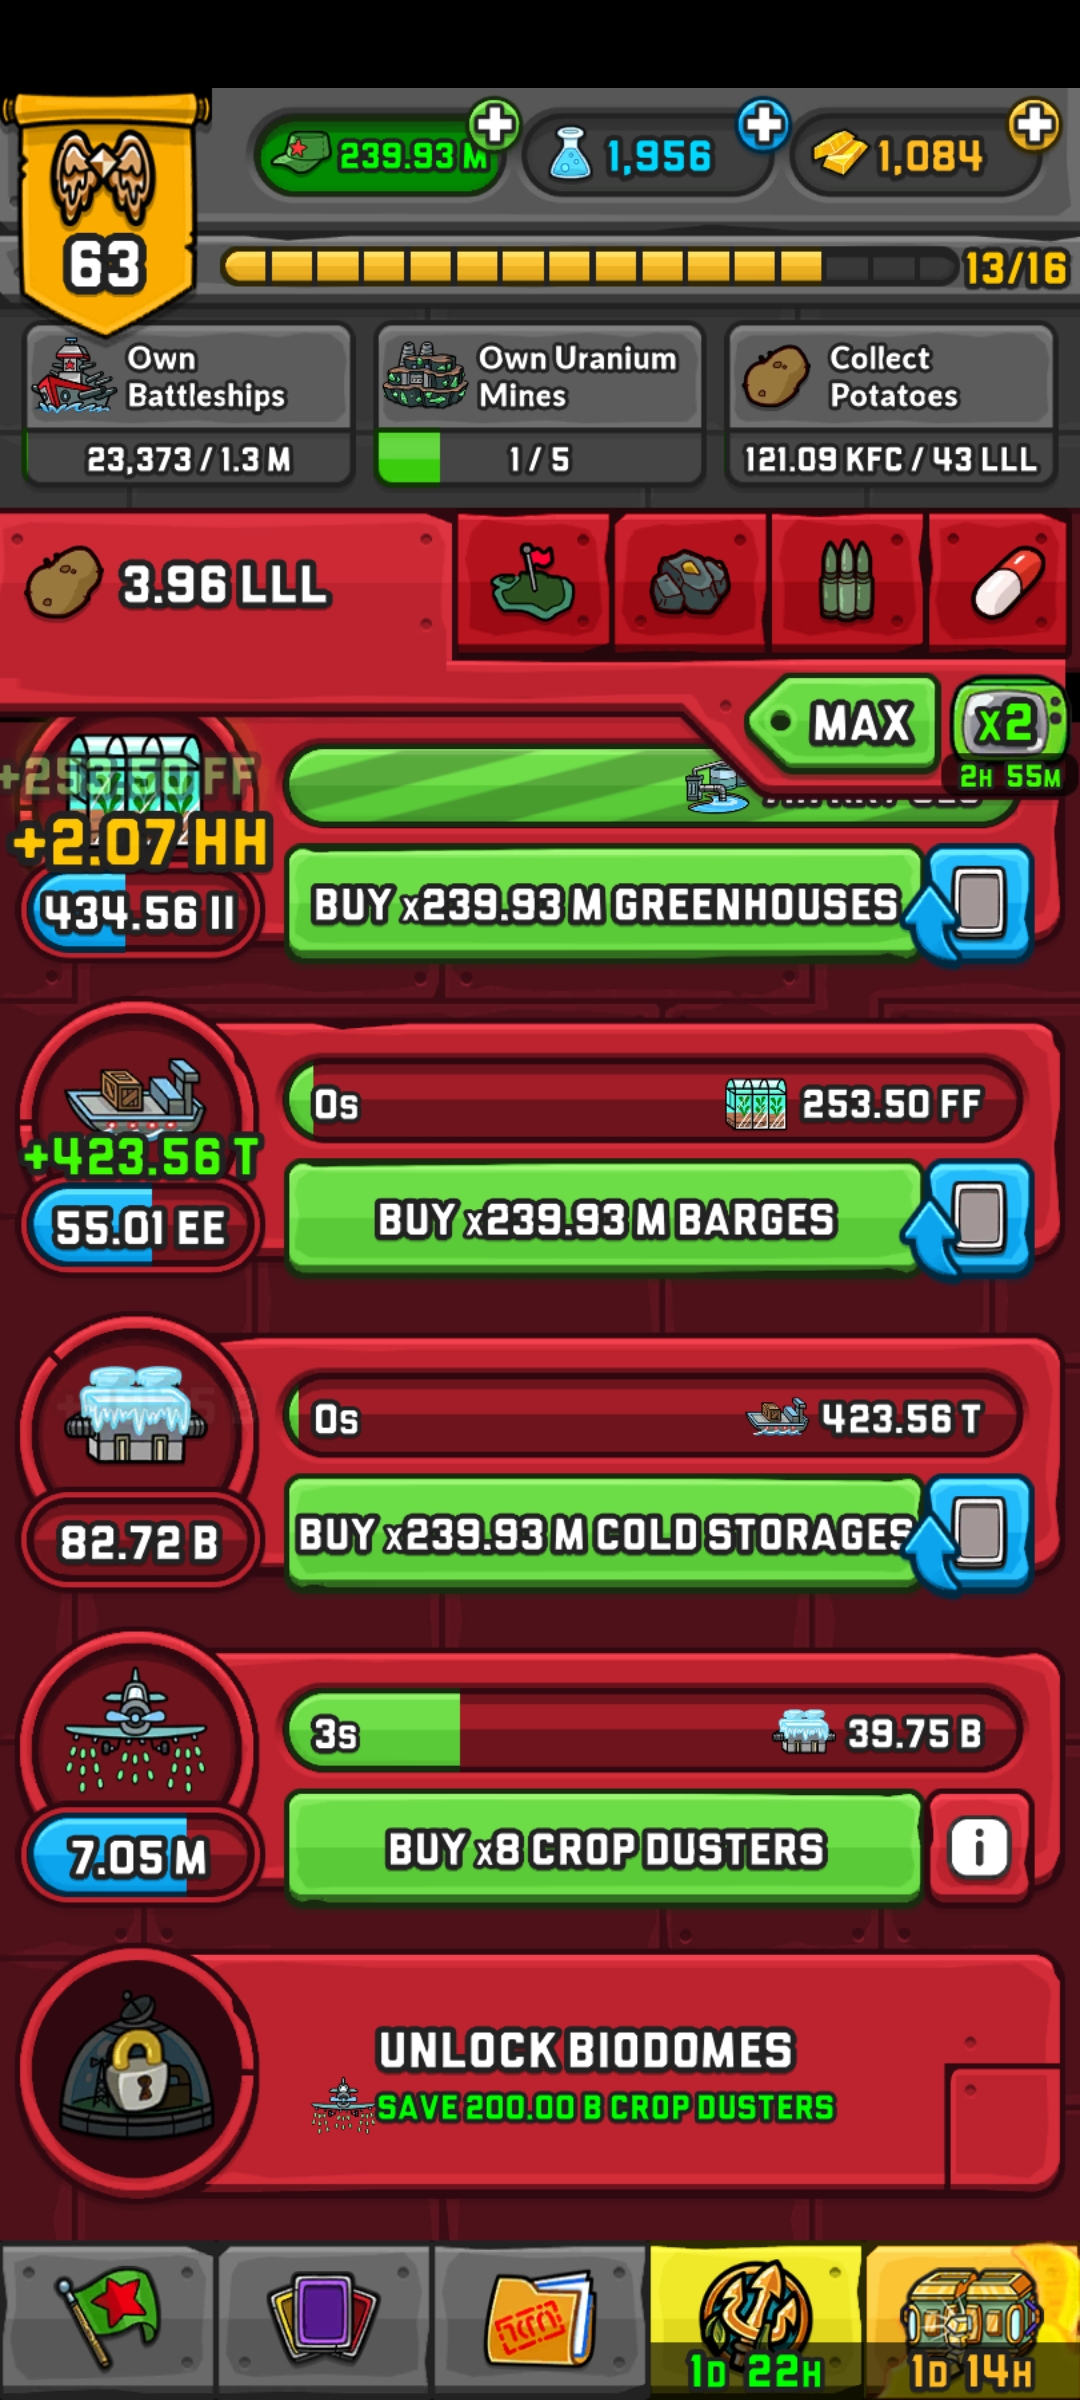 239.93 M
1,956
1,084
63
13/16
Own Battleships
23,373 / 1.3 M
Own Uranium Mines
1 / 5
Collect Potatoes
121.09 KFC / 43 LLL
3.96 LLL
MAX
x2
2H 55M
+253.50 FF
+2.07 HH
434.56 II
BUY x239.93 M GREENHOUSES
0s
253.50 FF
+423.56 T
55.01 EE
BUY x239.93 M BARGES
0s
423.56 T
82.72 B
BUY x239.93 M COLD STORAGES
3s
39.75 B
7.05 M
BUY x8 CROP DUSTERS
i
UNLOCK BIODOMES
SAVE 200.00 B CROP DUSTERS
1D 22H
1D 14H